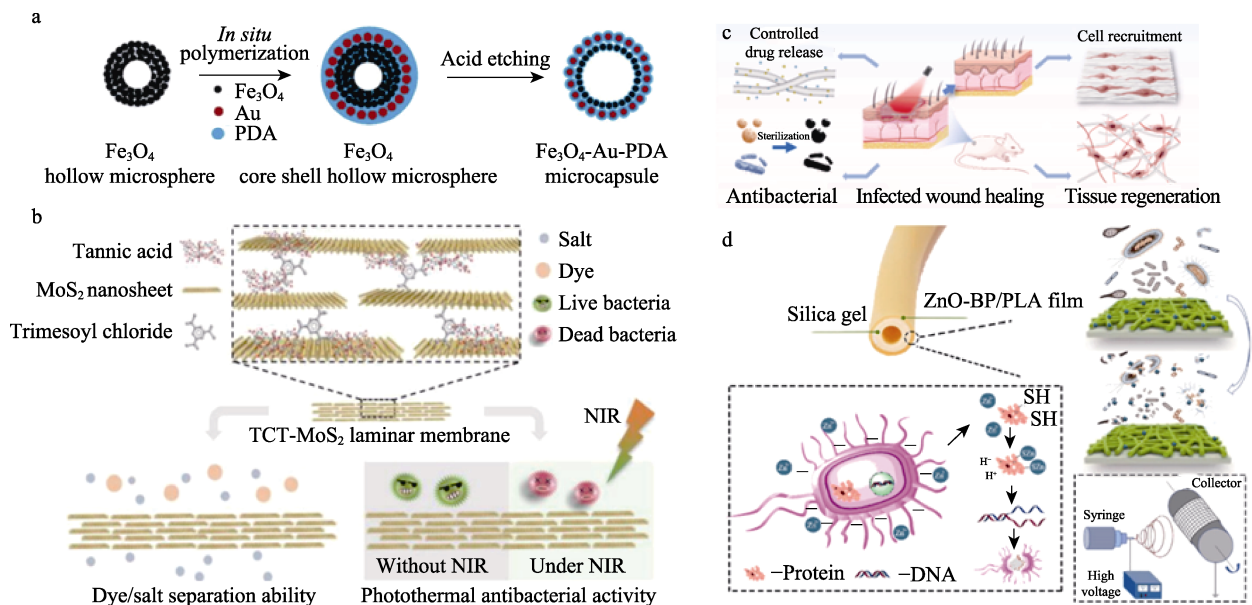 a
In situ
polymerization
Fe₃O₄
Au
PDA
Acid etching
Fe₃O₄
hollow microsphere
Fe₃O₄
core shell hollow microsphere
Fe₃O₄-Au-PDA
microcapsule
b
Tannic acid
MoS₂ nanosheet
Trimesoyl chloride
Salt
Dye
Live bacteria
Dead bacteria
TCT-MoS₂ laminar membrane
NIR
Without NIR
Under NIR
Dye/salt separation ability
Photothermal antibacterial activity
c
Controlled
drug release
Sterilization
Antibacterial
Infected wound healing
Cell recruitment
Tissue regeneration
d
Silica gel
ZnO-BP/PLA film
SH
SH
H⁻
H⁺
−Protein
−DNA
Collector
Syringe
High
voltage